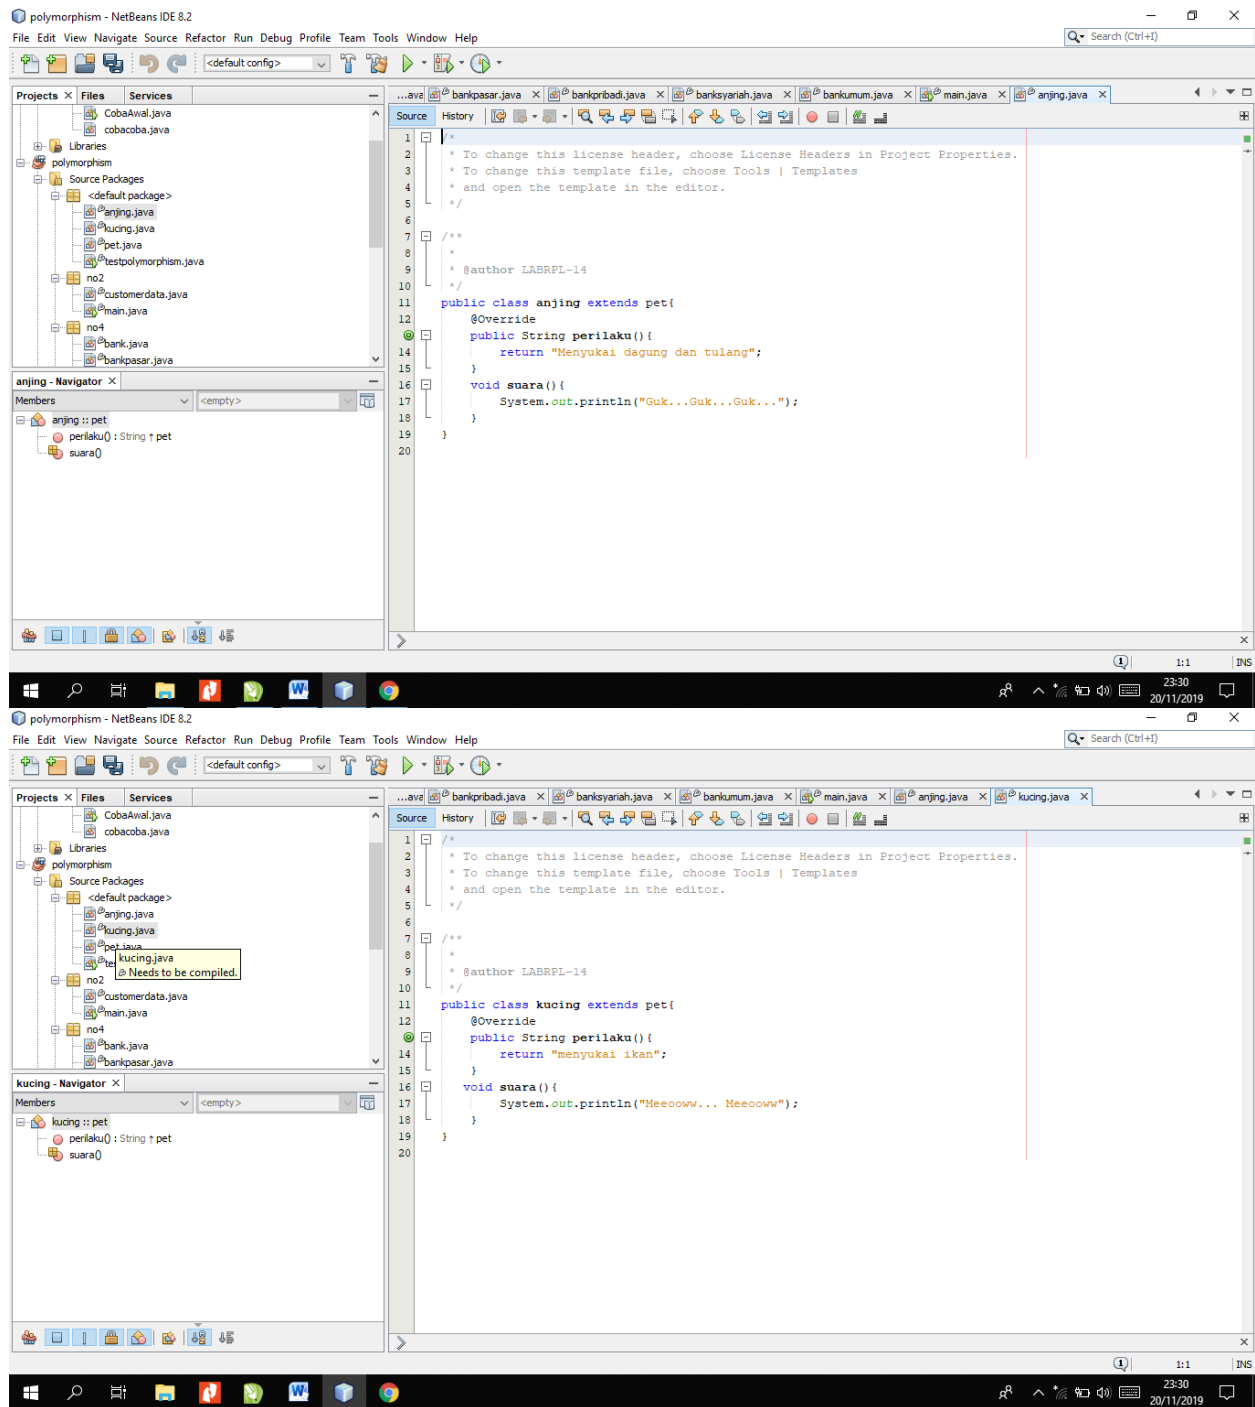 polymorphism - NetBeans IDE 8.2
File Edit View Navigate Source Refactor Run Debug Profile Team Tools Window Help
Search (Ctrl+I)
<default config>
Projects Files Services
CobaAwal.java
cobacoba.java
Libraries
polymorphism
Source Packages
<default package>
anjing.java
kucing.java
pet.java
testpolymorphism.java
no2
customerdata.java
main.java
no4
bank.java
bankpasar.java
anjing - Navigator
Members <empty>
anjing :: pet
perilaku() : String ↑ pet
suara()
...ava bankpasar.java bankpribadi.java banksyariah.java bankumum.java main.java anjing.java
Source History
1 /*
2 * To change this license header, choose License Headers in Project Properties.
3 * To change this template file, choose Tools | Templates
4 * and open the template in the editor.
5 */
6
7 /**
8 *
9 * @author LABRPL-14
10 */
11 public class anjing extends pet{
12 @Override
public String perilaku(){
14 return "Menyukai dagung dan tulang";
15 }
16 void suara(){
17 System.out.println("Guk...Guk...Guk...");
18 }
19 }
20
1:1 INS
23:30
20/11/2019
polymorphism - NetBeans IDE 8.2
File Edit View Navigate Source Refactor Run Debug Profile Team Tools Window Help
Search (Ctrl+I)
<default config>
Projects Files Services
CobaAwal.java
cobacoba.java
Libraries
polymorphism
Source Packages
<default package>
anjing.java
kucing.java
pet.java
te
kucing.java
Needs to be compiled.
no2
customerdata.java
main.java
no4
bank.java
bankpasar.java
kucing - Navigator
Members <empty>
kucing :: pet
perilaku() : String ↑ pet
suara()
...ava bankpribadi.java banksyariah.java bankumum.java main.java anjing.java kucing.java
Source History
1 /*
2 * To change this license header, choose License Headers in Project Properties.
3 * To change this template file, choose Tools | Templates
4 * and open the template in the editor.
5 */
6
7 /**
8 *
9 * @author LABRPL-14
10 */
11 public class kucing extends pet{
12 @Override
public String perilaku(){
14 return "menyukai ikan";
15 }
16 void suara(){
17 System.out.println("Meeooww... Meeooww");
18 }
19 }
20
1:1 INS
23:30
20/11/2019